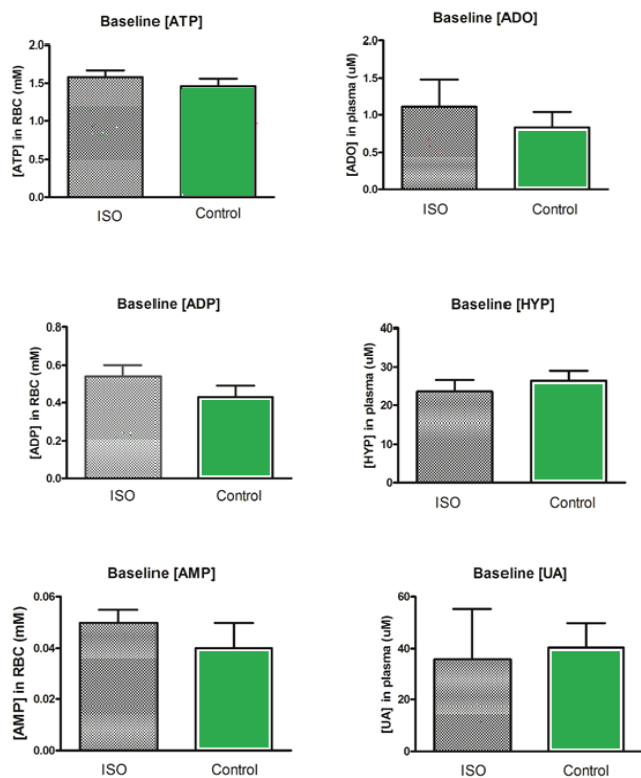 Baseline [ATP]
[ATP] in RBC (mM)
2.0
1.5
1.0
0.5
0.0
ISO Control
Baseline [ADO]
[ADO] in plasma (uM)
2.0
1.5
1.0
0.5
0.0
ISO Control
Baseline [ADP]
[ADP] in RBC (mM)
0.8
0.6
0.4
0.2
0.0
ISO Control
Baseline [HYP]
[HYP] in plasma (uM)
40
30
20
10
0
ISO Control
Baseline [AMP]
[AMP] in RBC (mM)
0.06
0.04
0.02
0.00
ISO Control
Baseline [UA]
[UA] in plasma (uM)
60
40
20
0
ISO Control